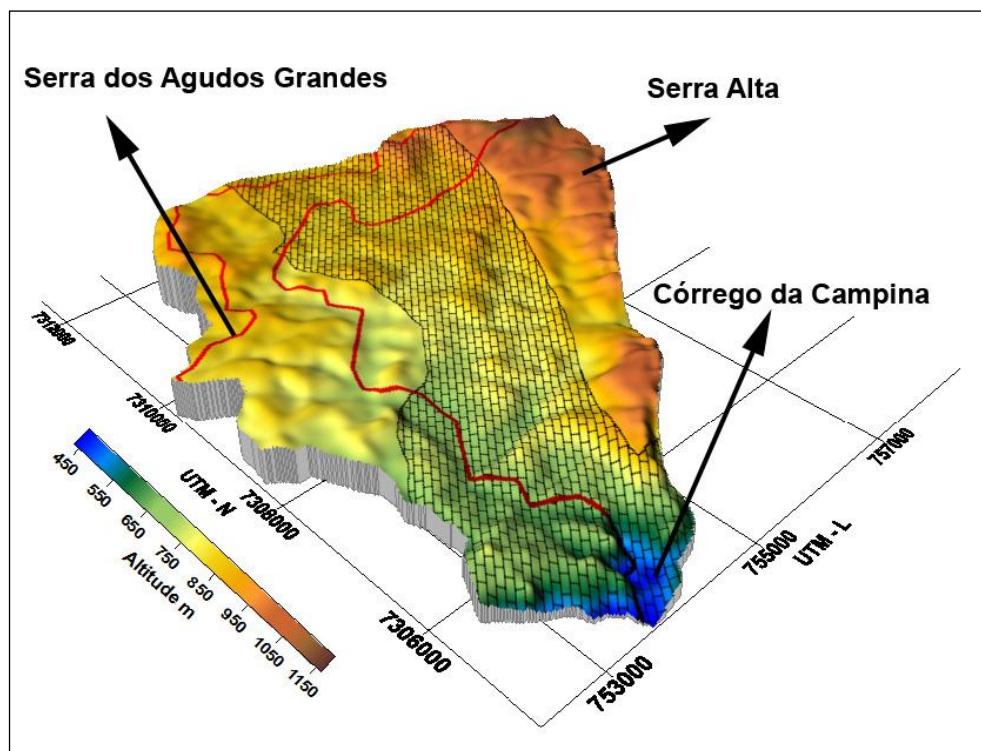 Serra dos Agudos Grandes
Serra Alta
Córrego da Campina
7312000
7310000
7308000
7306000
UTM - N
757000
755000
753000
UTM - L
450
550
650
750
850
950
1050
1150
Altitude m